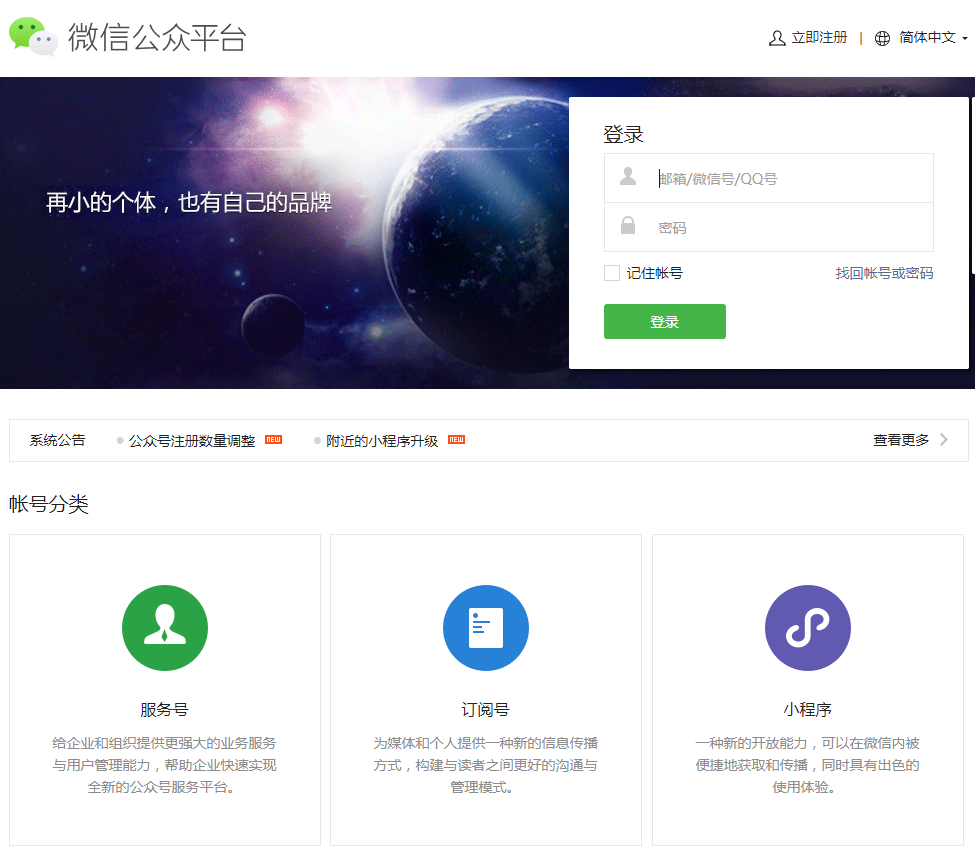 微信公众平台
立即注册 | 简体中文
再小的个体，也有自己的品牌
登录
邮箱/微信号/QQ号
密码
记住帐号 找回帐号或密码
登录
系统公告 公众号注册数量调整 NEW 附近的小程序升级 NEW 查看更多
帐号分类
服务号
给企业和组织提供更强大的业务服务
与用户管理能力，帮助企业快速实现
全新的公众号服务平台。
订阅号
为媒体和个人提供一种新的信息传播
方式，构建与读者之间更好的沟通与
管理模式。
小程序
一种新的开放能力，可以在微信内被
便捷地获取和传播，同时具有出色的
使用体验。